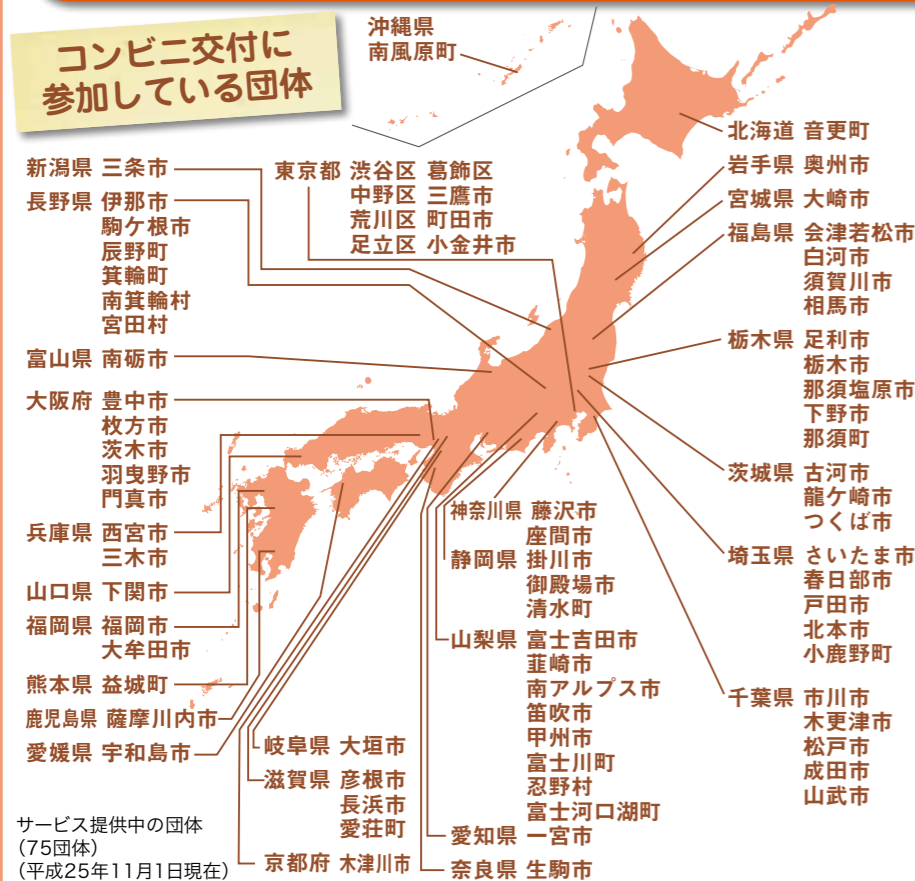 コンビニ交付に
参加している団体
沖縄県
南風原町
北海道 音更町
岩手県 奥州市
宮城県 大崎市
福島県 会津若松市
白河市
須賀川市
相馬市
栃木県 足利市
栃木市
那須塩原市
下野市
那須町
茨城県 古河市
龍ケ崎市
つくば市
埼玉県 さいたま市
春日部市
戸田市
北本市
小鹿野町
千葉県 市川市
木更津市
松戸市
成田市
山武市
東京都 渋谷区 葛飾区
中野区 三鷹市
荒川区 町田市
足立区 小金井市
新潟県 三条市
長野県 伊那市
駒ケ根市
辰野町
箕輪町
南箕輪村
宮田村
富山県 南砺市
大阪府 豊中市
枚方市
茨木市
羽曳野市
門真市
兵庫県 西宮市
三木市
山口県 下関市
福岡県 福岡市
大牟田市
熊本県 益城町
鹿児島県 薩摩川内市
愛媛県 宇和島市
神奈川県 藤沢市
座間市
静岡県 掛川市
御殿場市
清水町
山梨県 富士吉田市
韮崎市
南アルプス市
笛吹市
甲州市
富士川町
忍野村
富士河口湖町
愛知県 一宮市
奈良県 生駒市
岐阜県 大垣市
滋賀県 彦根市
長浜市
愛荘町
京都府 木津川市
サービス提供中の団体
(75団体)
(平成25年11月1日現在)